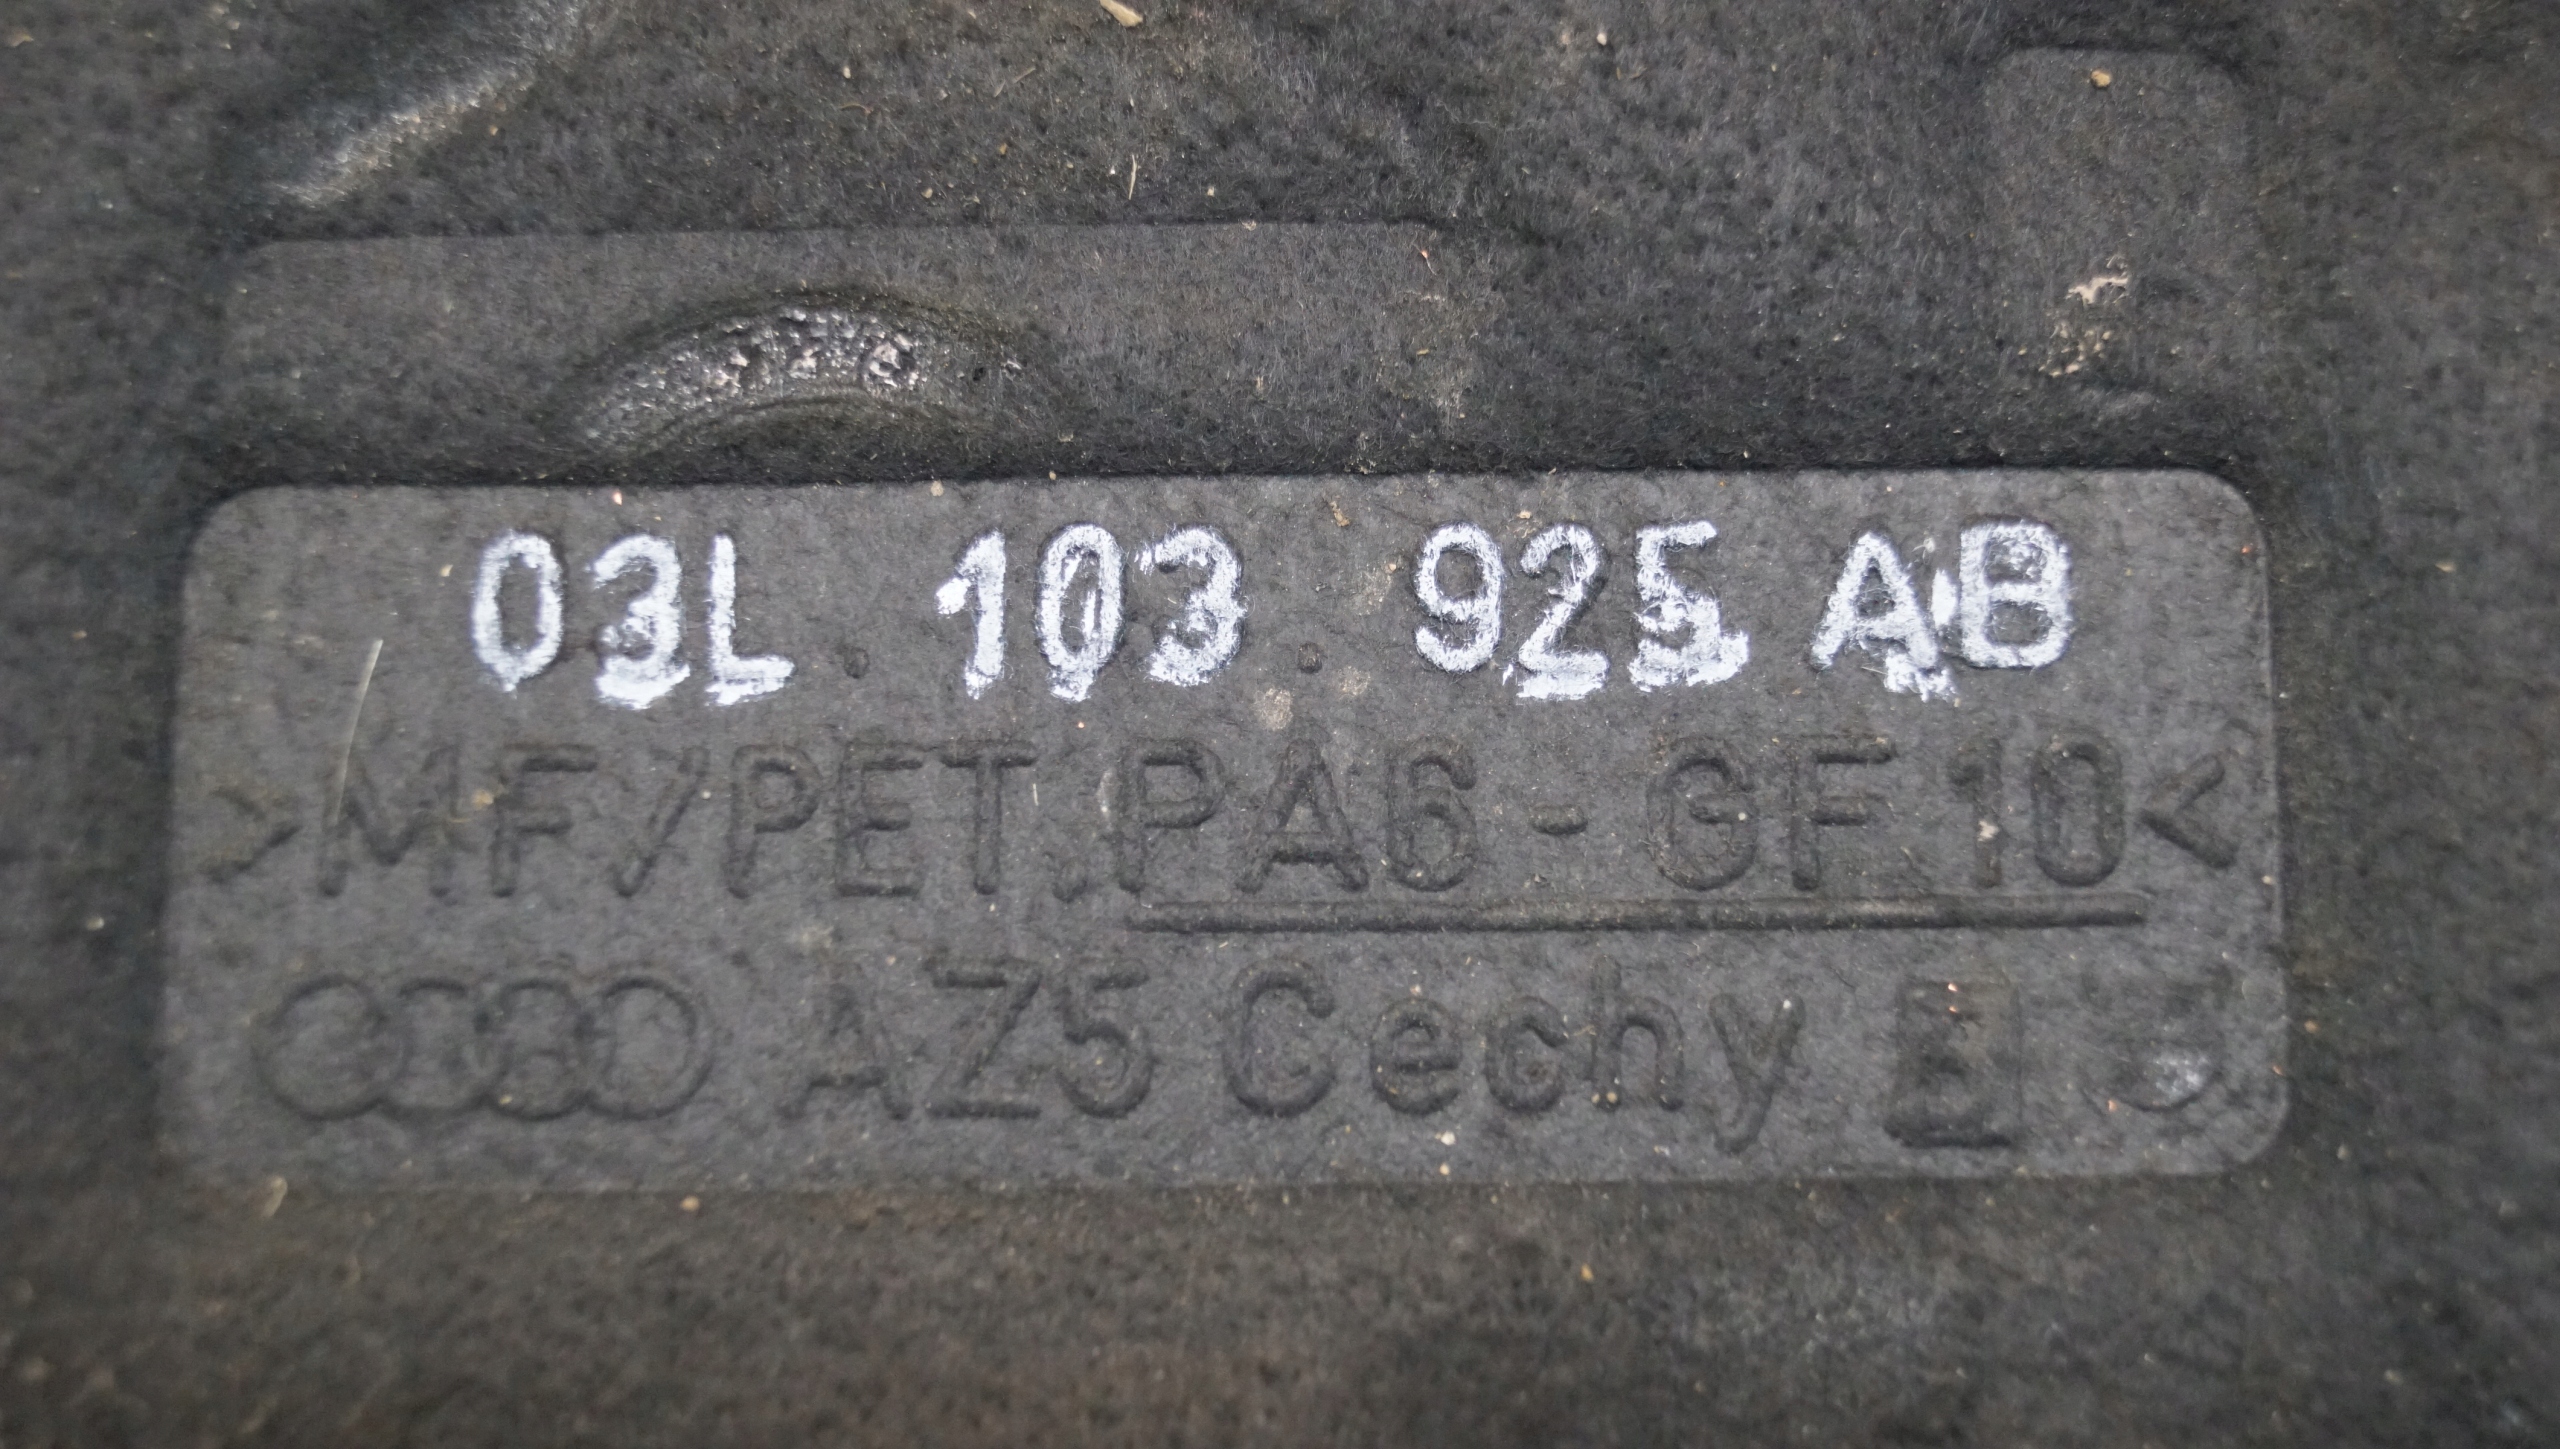 03L.103.925 AB
>MF/PET.PA6-GF10<
AZ5 Cechy